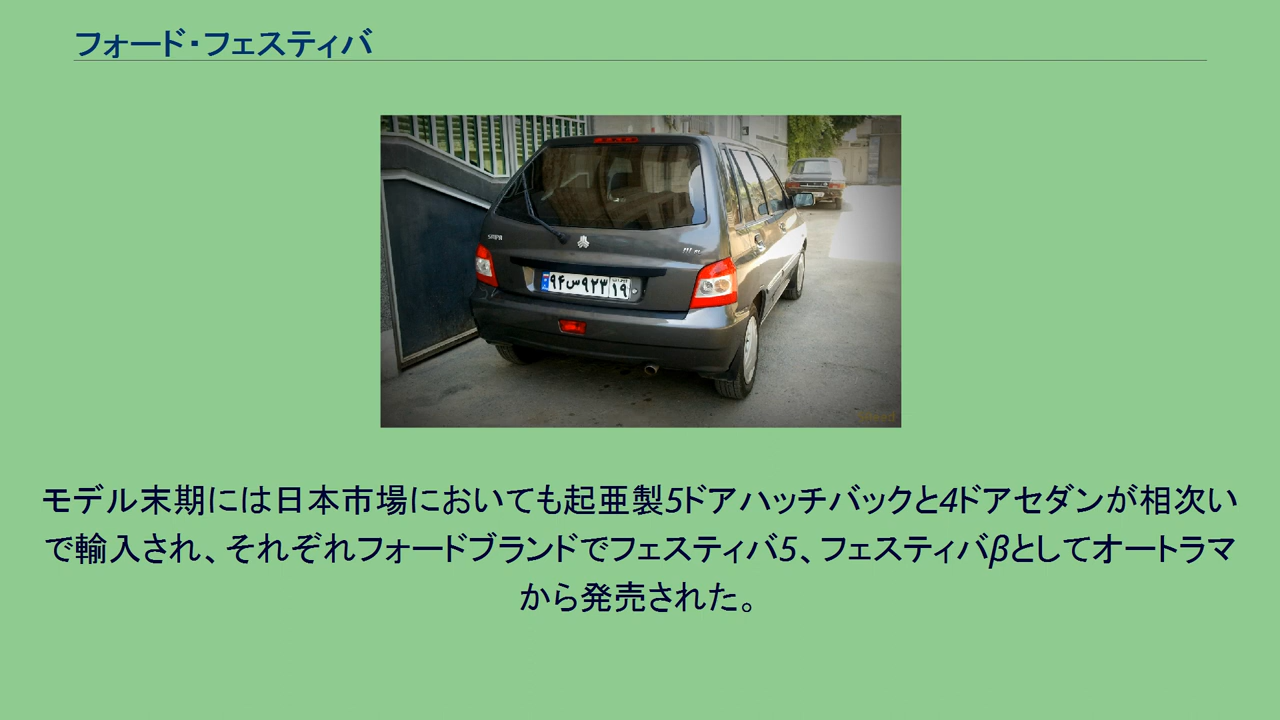 フォード・フェスティバ
SAIPA
۹۴س۹۲۳ ۱۹
モデル末期には日本市場においても起亜製5ドアハッチバックと4ドアセダンが相次い
で輸入され、それぞれフォードブランドでフェスティバ5、フェスティバβとしてオートラマ
から発売された。